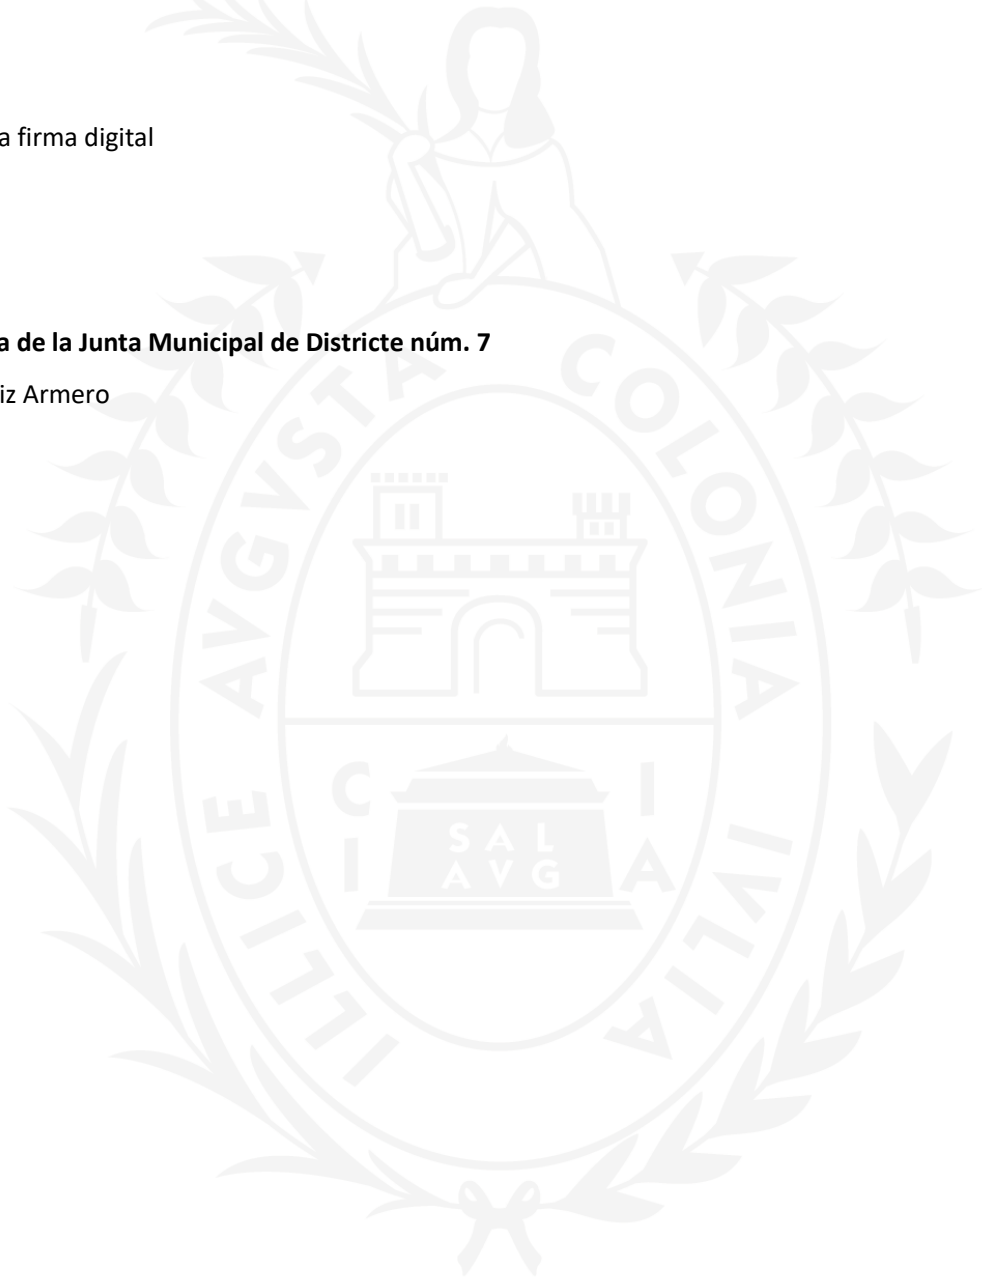 a firma digital
a de la Junta Municipal de Districte núm. 7
iz Armero
ILLICE AVGVSTA COLONIA IVLIA
C I
I A
SAL
AVG